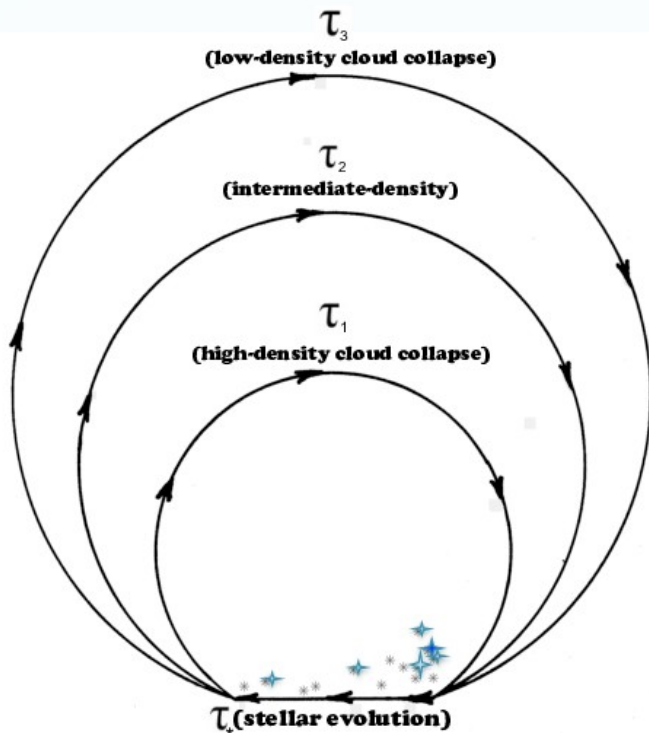 τ₃
(low-density cloud collapse)
τ₂
(intermediate-density)
τ₁
(high-density cloud collapse)
τ* (stellar evolution)